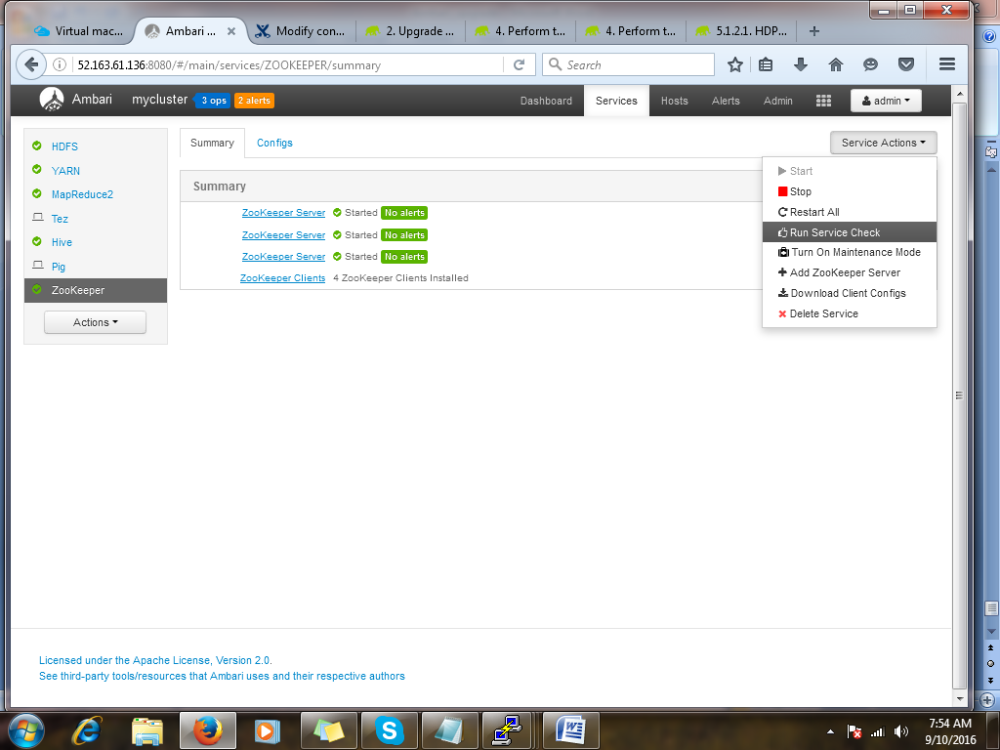 Virtual mac...
Ambari ...
Modify con...
2. Upgrade ...
4. Perform t...
4. Perform t...
5.1.2.1. HDP...
52.163.61.136:8080/#/main/services/ZOOKEEPER/summary
Search
Ambari mycluster 3 ops 2 alerts Dashboard Services Hosts Alerts Admin admin
HDFS
YARN
MapReduce2
Tez
Hive
Pig
ZooKeeper
Actions
Summary Configs
Service Actions
Summary
ZooKeeper Server Started No alerts
ZooKeeper Server Started No alerts
ZooKeeper Server Started No alerts
ZooKeeper Clients 4 ZooKeeper Clients Installed
Start
Stop
Restart All
Run Service Check
Turn On Maintenance Mode
Add ZooKeeper Server
Download Client Configs
Delete Service
Licensed under the Apache License, Version 2.0.
See third-party tools/resources that Ambari uses and their respective authors
7:54 AM
9/10/2016